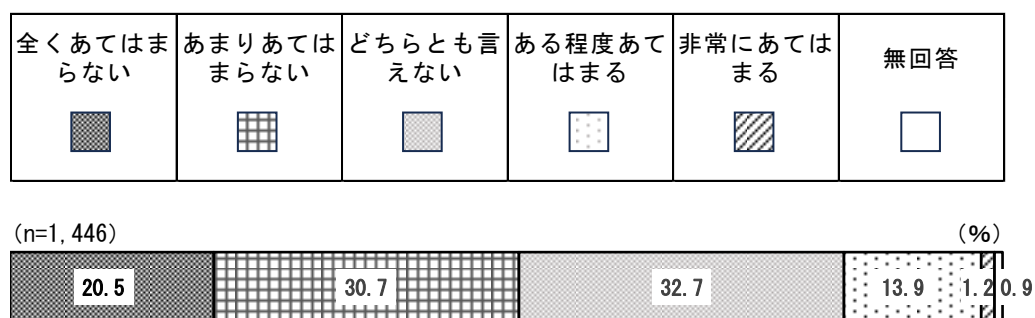 全くあてはま
らない
あまりあては
まらない
どちらとも言
えない
ある程度あて
はまる
非常にあては
まる
無回答
(n=1,446)
(%)
20.5
30.7
32.7
13.9
1.2
0.9